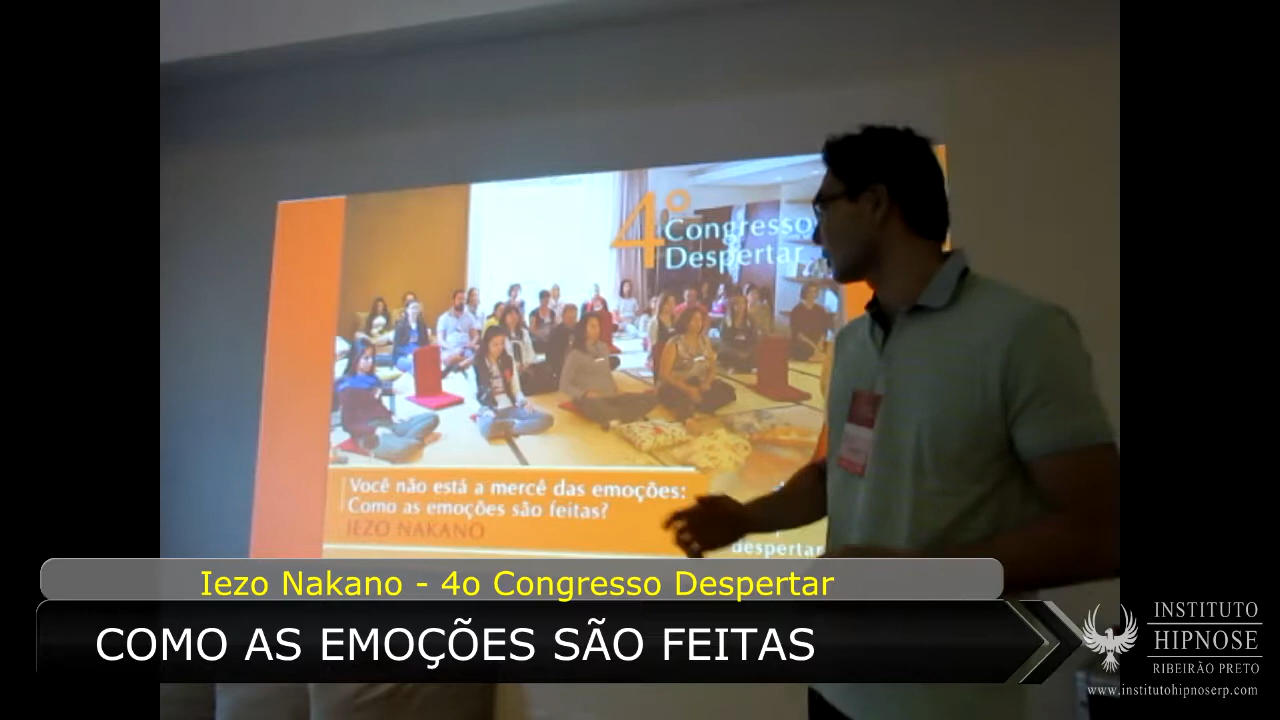 4º
Congresso
Despertar
Você não está a mercê das emoções:
Como as emoções são feitas?
IEZO NAKANO
despertar
Iezo Nakano - 4o Congresso Despertar
COMO AS EMOÇÕES SÃO FEITAS
INSTITUTO
HIPNOSE
RIBEIRÃO PRETO
www.institutohipnoserp.com